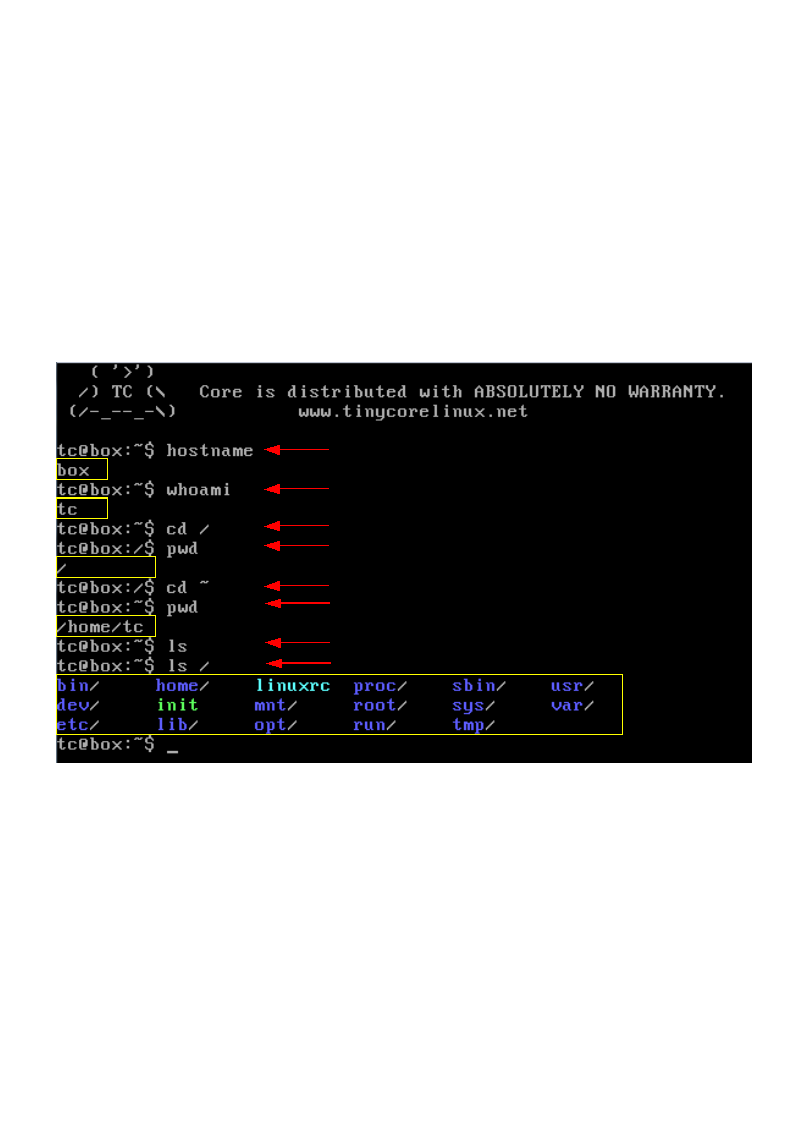 ( '>')
/) TC (\   Core is distributed with ABSOLUTELY NO WARRANTY.
(/-_--_-\)              www.tinycorelinux.net
tc@box:~$ hostname
box
tc@box:~$ whoami
tc
tc@box:~$ cd /
tc@box:/$ pwd
/
tc@box:/$ cd ~
tc@box:~$ pwd
/home/tc
tc@box:~$ ls
tc@box:~$ ls /
bin/ home/ linuxrc proc/ sbin/ usr/
dev/ init mnt/ root/ sys/ var/
etc/ lib/ opt/ run/ tmp/
tc@box:~$ _